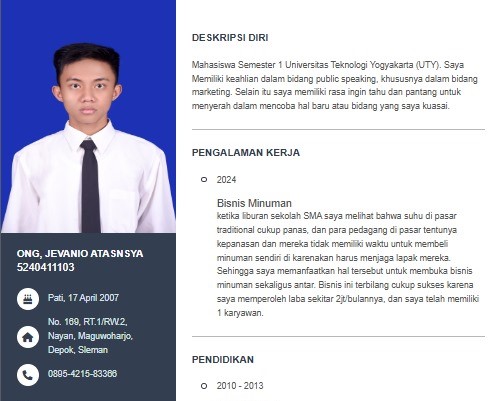 ONG, JEVANIO ATASNSYA
5240411103
Pati, 17 April 2007
No. 169, RT.1/RW.2,
Nayan, Maguwoharjo,
Depok, Sleman
0895-4215-83366
DESKRIPSI DIRI
Mahasiswa Semester 1 Universitas Teknologi Yogyakarta (UTY). Saya
Memiliki keahlian dalam bidang public speaking, khususnya dalam bidang
marketing. Selain itu saya memiliki rasa ingin tahu dan pantang untuk
menyerah dalam mencoba hal baru atau bidang yang saya kuasai.
PENGALAMAN KERJA
2024
Bisnis Minuman
ketika liburan sekolah SMA saya melihat bahwa suhu di pasar
traditional cukup panas, dan para pedagang di pasar tentunya
kepanasan dan mereka tidak memiliki waktu untuk membeli
minuman sendiri di karenakan harus menjaga lapak mereka.
Sehingga saya memanfaatkan hal tersebut untuk membuka bisnis
minuman sekaligus antar. Bisnis ini terbilang cukup sukses karena
saya memperoleh laba sekitar 2jt/bulannya, dan saya telah memiliki
1 karyawan.
PENDIDIKAN
2010 - 2013